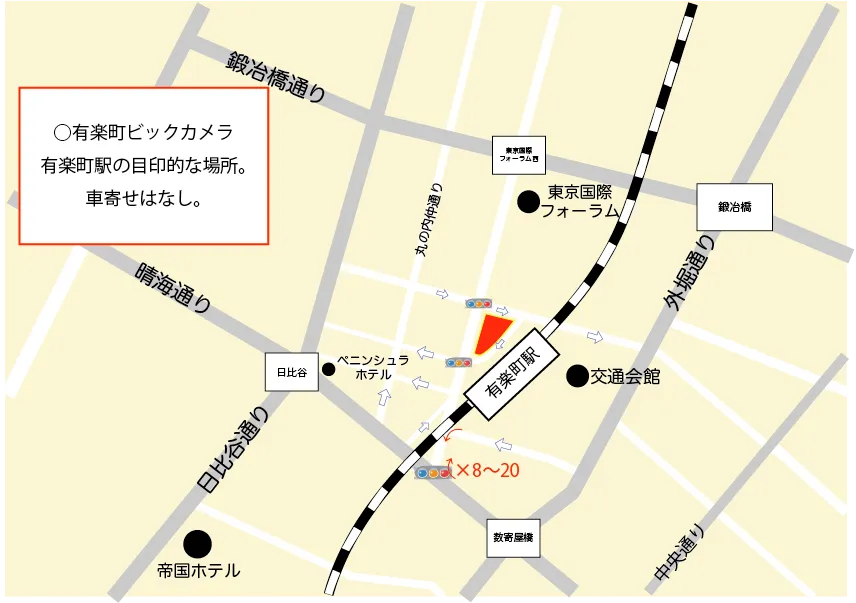 鍛冶橋通り
○有楽町ビックカメラ
有楽町駅の目印的な場所。
車寄せはなし。
東京国際
フォーラム西
東京国際
フォーラム
鍛冶橋
丸の内仲通り
外堀通り
晴海通り
日比谷
ペニンシュラ
ホテル
有楽町駅
交通会館
日比谷通り
×8〜20
数寄屋橋
中央通り
帝国ホテル